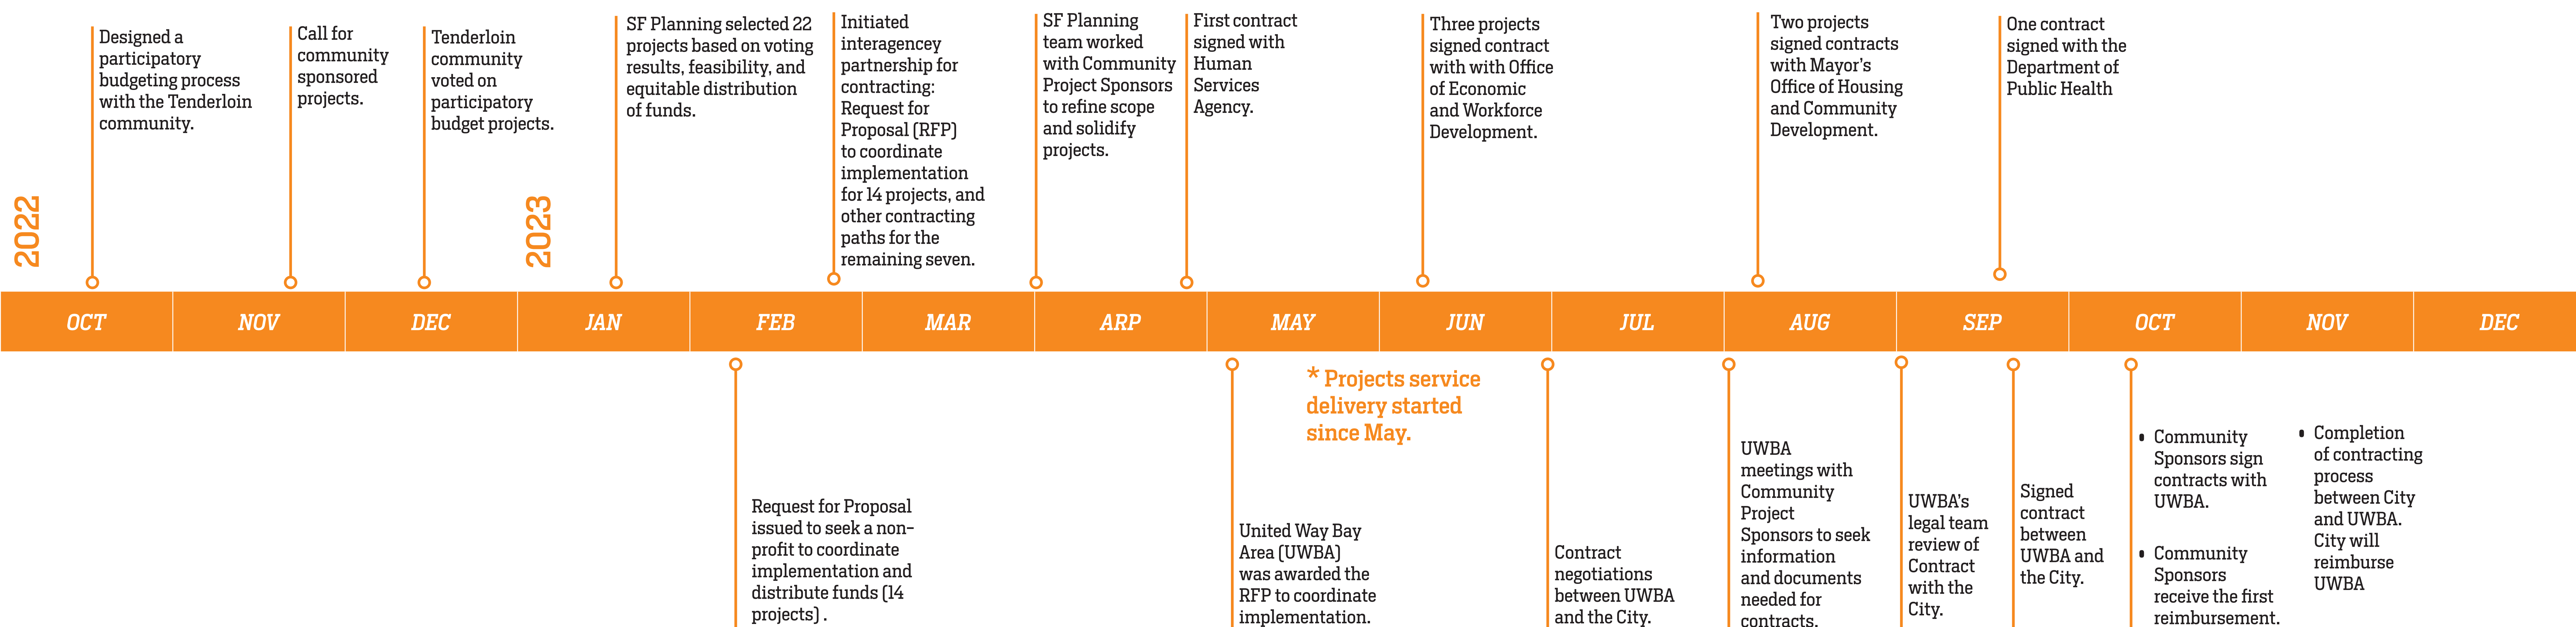 2022
Designed a
participatory
budgeting process
with the Tenderloin
community.
Call for
community
sponsored
projects.
Tenderloin
community
voted on
participatory
budget projects.
2023
SF Planning selected 22
projects based on voting
results, feasibility, and
equitable distribution
of funds.
Initiated
interagency
partnership for
contracting:
Request for
Proposal (RFP)
to coordinate
implementation
for 14 projects, and
other contracting
paths for the
remaining seven.
SF Planning
team worked
with Community
Project Sponsors
to refine scope
and solidify
projects.
First contract
signed with
Human
Services
Agency.
Three projects
signed contract
with with Office
of Economic
and Workforce
Development.
Two projects
signed contracts
with Mayor's
Office of Housing
and Community
Development.
One contract
signed with the
Department of
Public Health
OCT NOV DEC JAN FEB MAR ARP MAY JUN JUL AUG SEP OCT NOV DEC
Request for Proposal
issued to seek a non-
profit to coordinate
implementation and
distribute funds (14
projects) .
United Way Bay
Area (UWBA)
was awarded the
RFP to coordinate
implementation.
* Projects service
delivery started
since May.
Contract
negotiations
between UWBA
and the City.
UWBA
meetings with
Community
Project
Sponsors to seek
information
and documents
needed for
contracts.
UWBA's
legal team
review of
Contract
with the
City.
Signed
contract
between
UWBA and
the City.
• Community
Sponsors sign
contracts with
UWBA.
• Community
Sponsors
receive the first
reimbursement.
• Completion
of contracting
process
between City
and UWBA.
City will
reimburse
UWBA